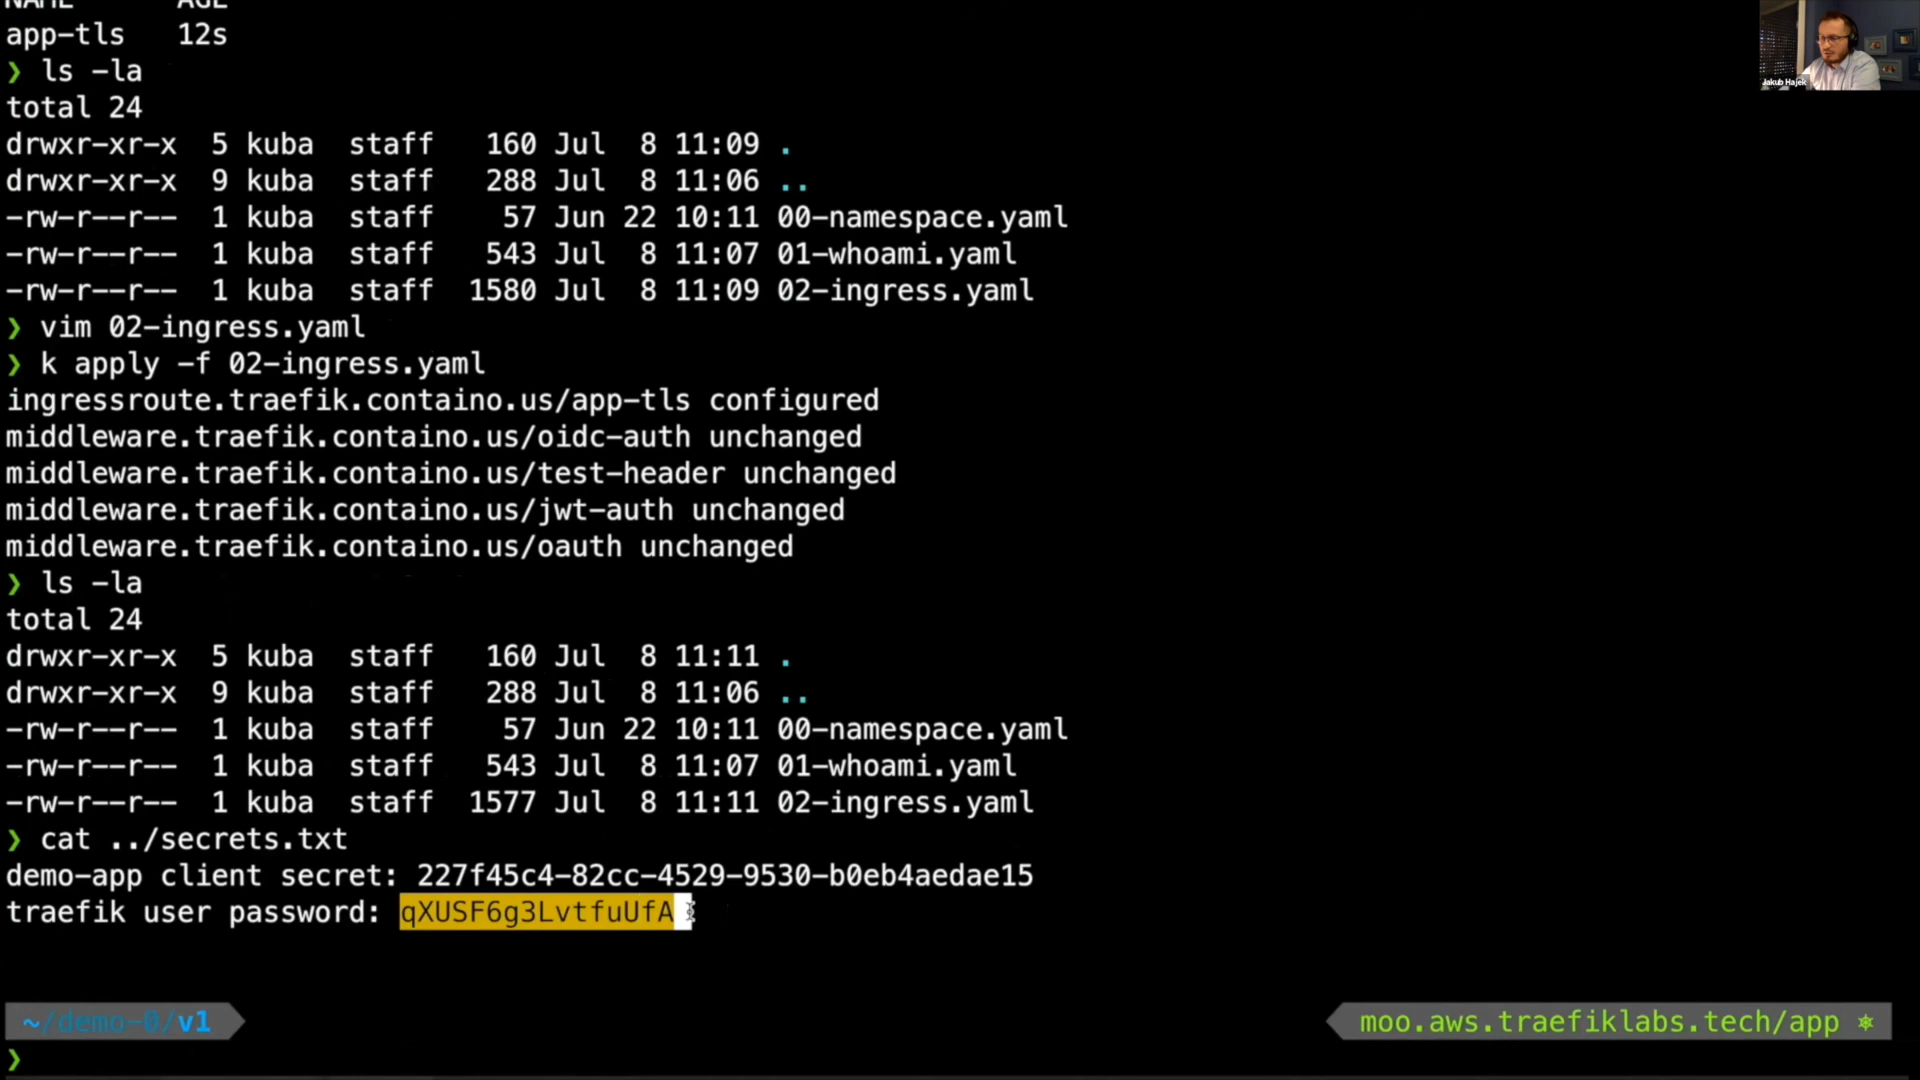 NAME      AGE
app-tls   12s
❯ ls -la
total 24
drwxr-xr-x  5 kuba  staff   160 Jul  8 11:09 .
drwxr-xr-x  9 kuba  staff   288 Jul  8 11:06 ..
-rw-r--r--  1 kuba  staff    57 Jun 22 10:11 00-namespace.yaml
-rw-r--r--  1 kuba  staff   543 Jul  8 11:07 01-whoami.yaml
-rw-r--r--  1 kuba  staff  1580 Jul  8 11:09 02-ingress.yaml
❯ vim 02-ingress.yaml
❯ k apply -f 02-ingress.yaml
ingressroute.traefik.containo.us/app-tls configured
middleware.traefik.containo.us/oidc-auth unchanged
middleware.traefik.containo.us/test-header unchanged
middleware.traefik.containo.us/jwt-auth unchanged
middleware.traefik.containo.us/oauth unchanged
❯ ls -la
total 24
drwxr-xr-x  5 kuba  staff   160 Jul  8 11:11 .
drwxr-xr-x  9 kuba  staff   288 Jul  8 11:06 ..
-rw-r--r--  1 kuba  staff    57 Jun 22 10:11 00-namespace.yaml
-rw-r--r--  1 kuba  staff   543 Jul  8 11:07 01-whoami.yaml
-rw-r--r--  1 kuba  staff  1577 Jul  8 11:11 02-ingress.yaml
❯ cat ../secrets.txt
demo-app client secret: 227f45c4-82cc-4529-9530-b0eb4aedae15
traefik user password: qXUSF6g3LvtfuUfA
~/demo-0/v1
moo.aws.traefiklabs.tech/app ⎈
❯
Jakub Hajek